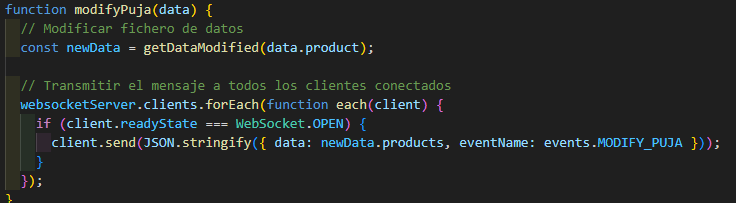 function modifyPuja(data) {
  // Modificar fichero de datos
  const newData = getDataModified(data.product);

  // Transmitir el mensaje a todos los clientes conectados
  websocketServer.clients.forEach(function each(client) {
    if (client.readyState === WebSocket.OPEN) {
      client.send(JSON.stringify({ data: newData.products, eventName: events.MODIFY_PUJA }));
    }
  });
}